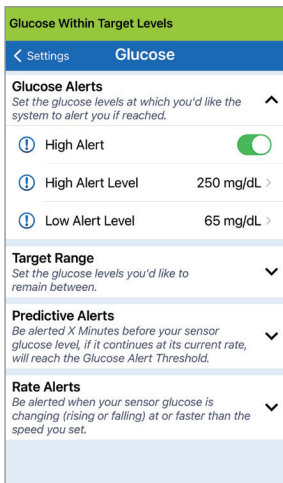 Glucose Within Target Levels
Settings Glucose
Glucose Alerts
Set the glucose levels at which you'd like the
system to alert you if reached.
High Alert
High Alert Level 250 mg/dL
Low Alert Level 65 mg/dL
Target Range
Set the glucose levels you'd like to
remain between.
Predictive Alerts
Be alerted X Minutes before your sensor
glucose level, if it continues at its current rate,
will reach the Glucose Alert Threshold.
Rate Alerts
Be alerted when your sensor glucose is
changing (rising or falling) at or faster than the
speed you set.